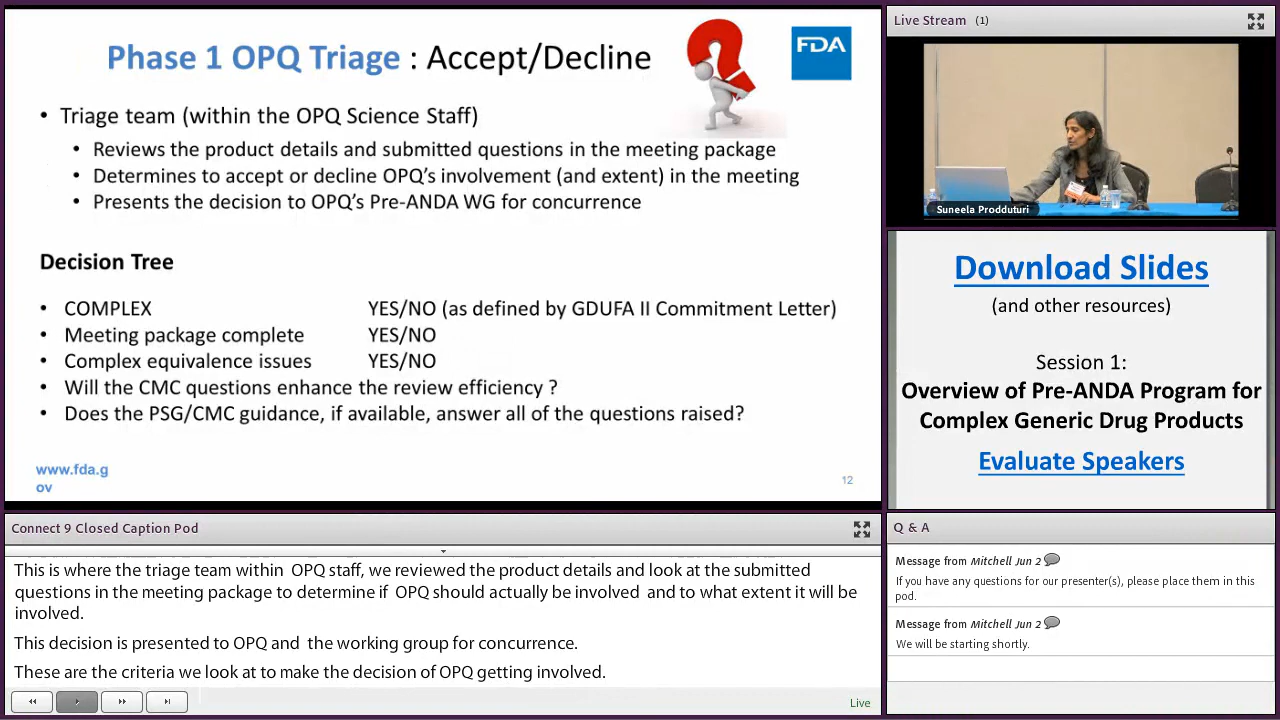 Phase 1 OPQ Triage : Accept/Decline
FDA
• Triage team (within the OPQ Science Staff)
• Reviews the product details and submitted questions in the meeting package
• Determines to accept or decline OPQ's involvement (and extent) in the meeting
• Presents the decision to OPQ's Pre-ANDA WG for concurrence
Decision Tree
• COMPLEX YES/NO (as defined by GDUFA II Commitment Letter)
• Meeting package complete YES/NO
• Complex equivalence issues YES/NO
• Will the CMC questions enhance the review efficiency ?
• Does the PSG/CMC guidance, if available, answer all of the questions raised?
www.fda.g
ov
12
Live Stream (1)
Suneela Prodduturi
Download Slides
(and other resources)
Session 1:
Overview of Pre-ANDA Program for
Complex Generic Drug Products
Evaluate Speakers
Connect 9 Closed Caption Pod
This is where the triage team within OPQ staff, we reviewed the product details and look at the submitted
questions in the meeting package to determine if OPQ should actually be involved and to what extent it will be
involved.
This decision is presented to OPQ and the working group for concurrence.
These are the criteria we look at to make the decision of OPQ getting involved.
Live
Q & A
Message from Mitchell Jun 2
If you have any questions for our presenter(s), please place them in this
pod.
Message from Mitchell Jun 2
We will be starting shortly.